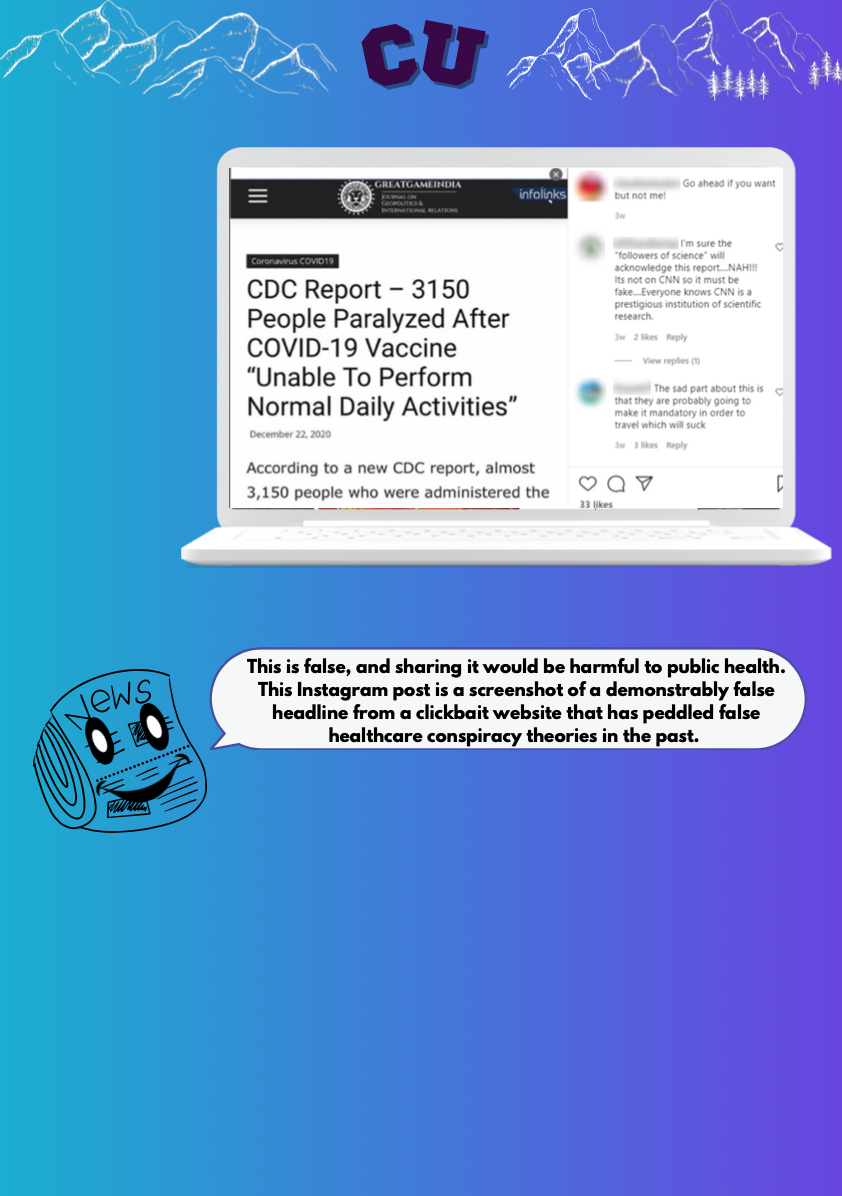 CU
GREATGAMEINDIA
JOURNAL ON
GEOPOLITICS &
INTERNATIONAL RELATIONS
infolinks
Coronavirus COVID19
CDC Report – 3150
People Paralyzed After
COVID-19 Vaccine
“Unable To Perform
Normal Daily Activities”
December 22, 2020
According to a new CDC report, almost
3,150 people who were administered the
Go ahead if you want
but not me!
3w
I'm sure the
"followers of science" will
acknowledge this report....NAH!!!
Its not on CNN so it must be
fake....Everyone knows CNN is a
prestigious institution of scientific
research.
3w 2 likes Reply
View replies (1)
The sad part about this is
that they are probably going to
make it mandatory in order to
travel which will suck
3w 3 likes Reply
33 likes
NEWS
This is false, and sharing it would be harmful to public health.
This Instagram post is a screenshot of a demonstrably false
headline from a clickbait website that has peddled false
healthcare conspiracy theories in the past.